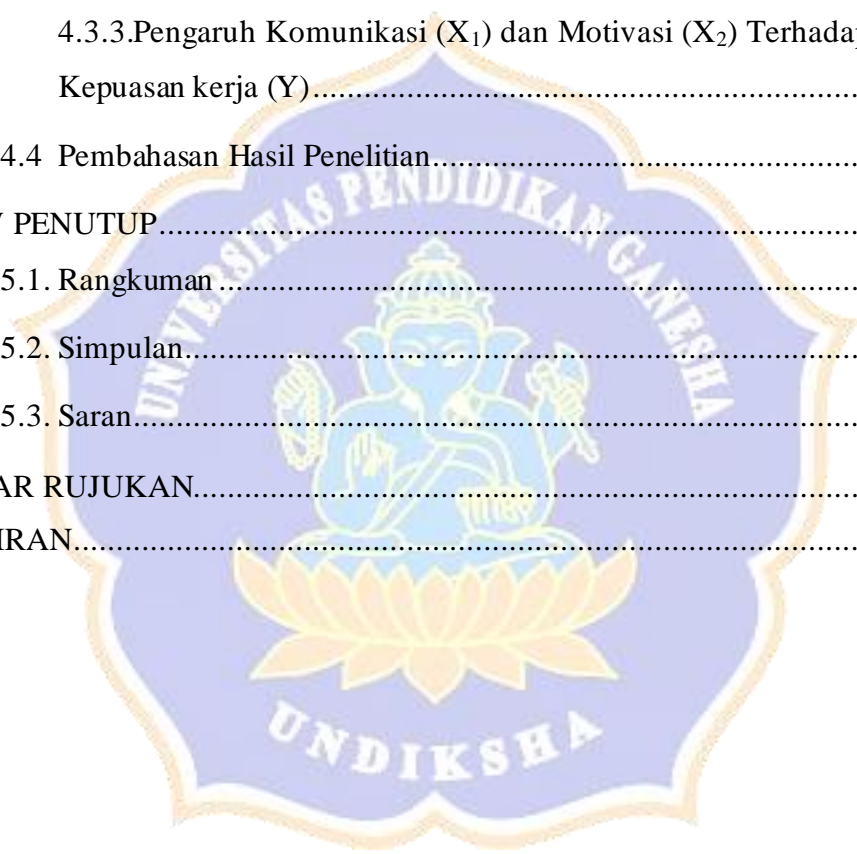 4.3.3.Pengaruh Komunikasi (X₁) dan Motivasi (X₂) Terhadap
Kepuasan kerja (Y)........................................................................
4.4 Pembahasan Hasil Penelitian........................................................
PENUTUP........................................................................
5.1. Rangkuman........................................................................
5.2. Simpulan........................................................................
5.3. Saran........................................................................
AR RUJUKAN........................................................................
IRAN........................................................................
UNIVERSITAS PENDIDIKAN GANESHA
UNDIKSHA